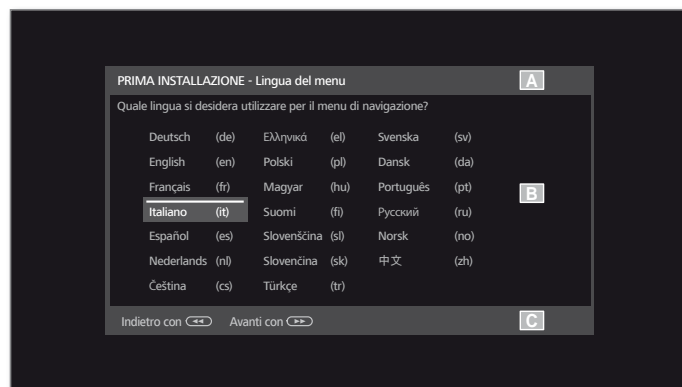 PRIMA INSTALLAZIONE - Lingua del menu A
Quale lingua si desidera utilizzare per il menu di navigazione?
Deutsch (de) Ελληνικά (el) Svenska (sv)
English (en) Polski (pl) Dansk (da)
Français (fr) Magyar (hu) Português (pt) B
Italiano (it) Suomi (fi) Русский (ru)
Español (es) Slovenščina (sl) Norsk (no)
Nederlands (nl) Slovenčina (sk) 中文 (zh)
Čeština (cs) Türkçe (tr)
Indietro con Avanti con C